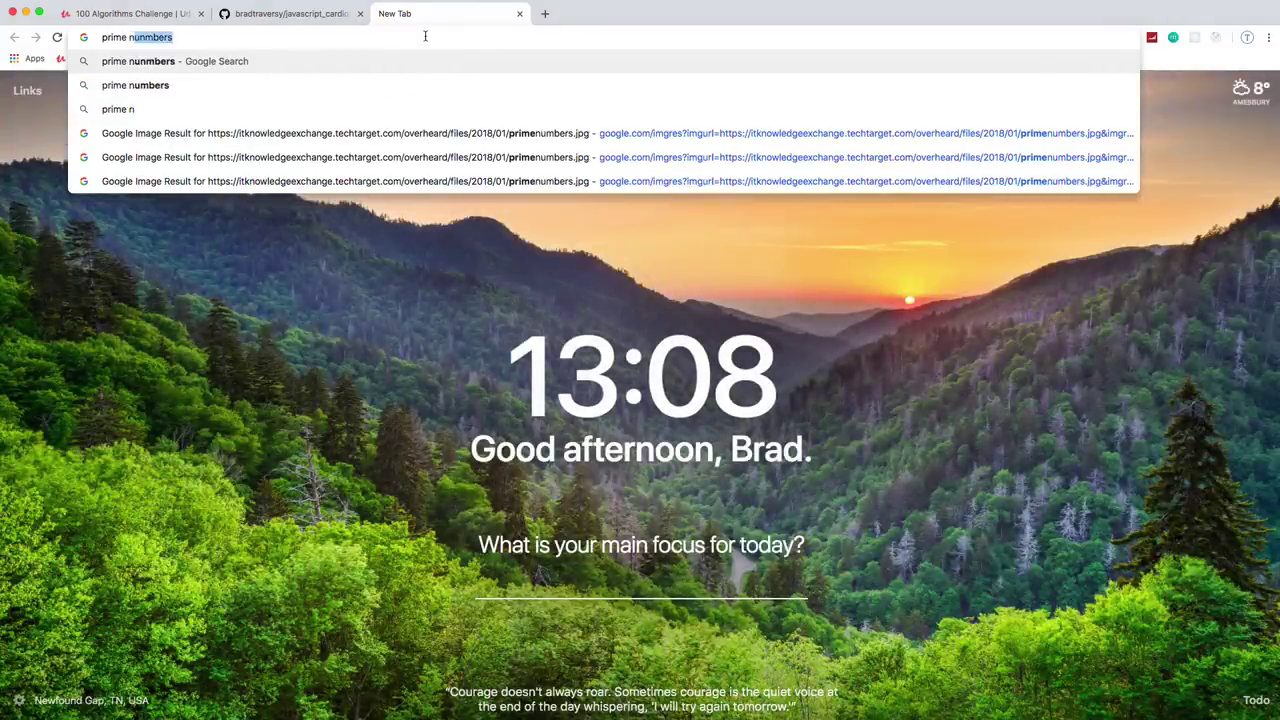 100 Algorithms Challenge | Ud
bradtraversy/javascript_cardio
New Tab
prime nunmbers
Apps
prime nunmbers - Google Search
prime numbers
prime n
Google Image Result for https://itknowledgeexchange.techtarget.com/overheard/files/2018/01/primenumbers.jpg - google.com/imgres?imgurl=https://itknowledgeexchange.techtarget.com/overheard/files/2018/01/primenumbers.jpg&imgr...
Google Image Result for https://itknowledgeexchange.techtarget.com/overheard/files/2018/01/primenumbers.jpg - google.com/imgres?imgurl=https://itknowledgeexchange.techtarget.com/overheard/files/2018/01/primenumbers.jpg&imgr...
Google Image Result for https://itknowledgeexchange.techtarget.com/overheard/files/2018/01/primenumbers.jpg - google.com/imgres?imgurl=https://itknowledgeexchange.techtarget.com/overheard/files/2018/01/primenumbers.jpg&imgr...
Links
8°
AMESBURY
13:08
Good afternoon, Brad.
What is your main focus for today?
"Courage doesn't always roar. Sometimes courage is the quiet voice at
the end of the day whispering, 'I will try again tomorrow.'"
Newfound Gap, TN, USA
Todo